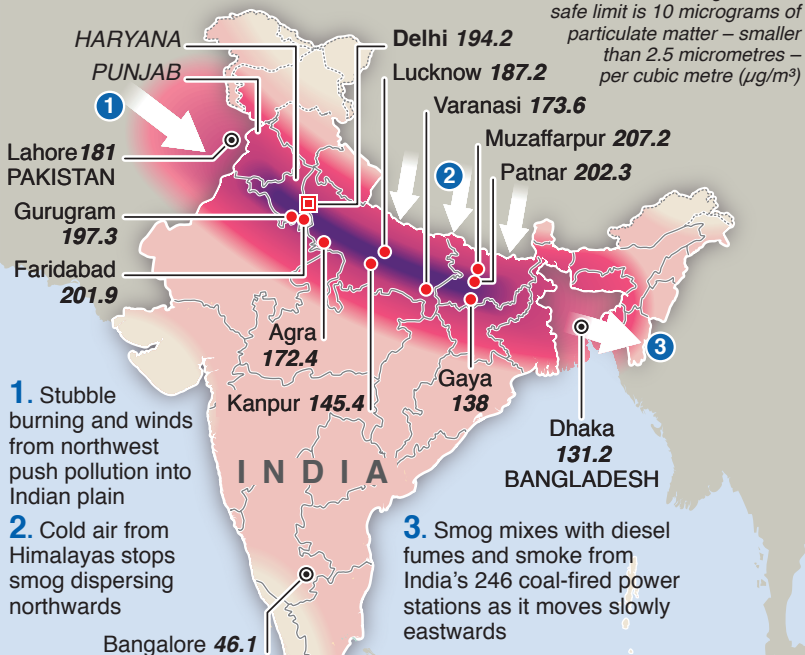 safe limit is 10 micrograms of
particulate matter – smaller
than 2.5 micrometres –
per cubic metre (µg/m³)
HARYANA
PUNJAB
Delhi 194.2
Lucknow 187.2
Varanasi 173.6
Muzaffarpur 207.2
Patnar 202.3
1
2
3
Lahore 181
PAKISTAN
Gurugram
197.3
Faridabad
201.9
Agra
172.4
Kanpur 145.4
Gaya
138
Dhaka
131.2
BANGLADESH
INDIA
1. Stubble
burning and winds
from northwest
push pollution into
Indian plain
2. Cold air from
Himalayas stops
smog dispersing
northwards
3. Smog mixes with diesel
fumes and smoke from
India's 246 coal-fired power
stations as it moves slowly
eastwards
Bangalore 46.1